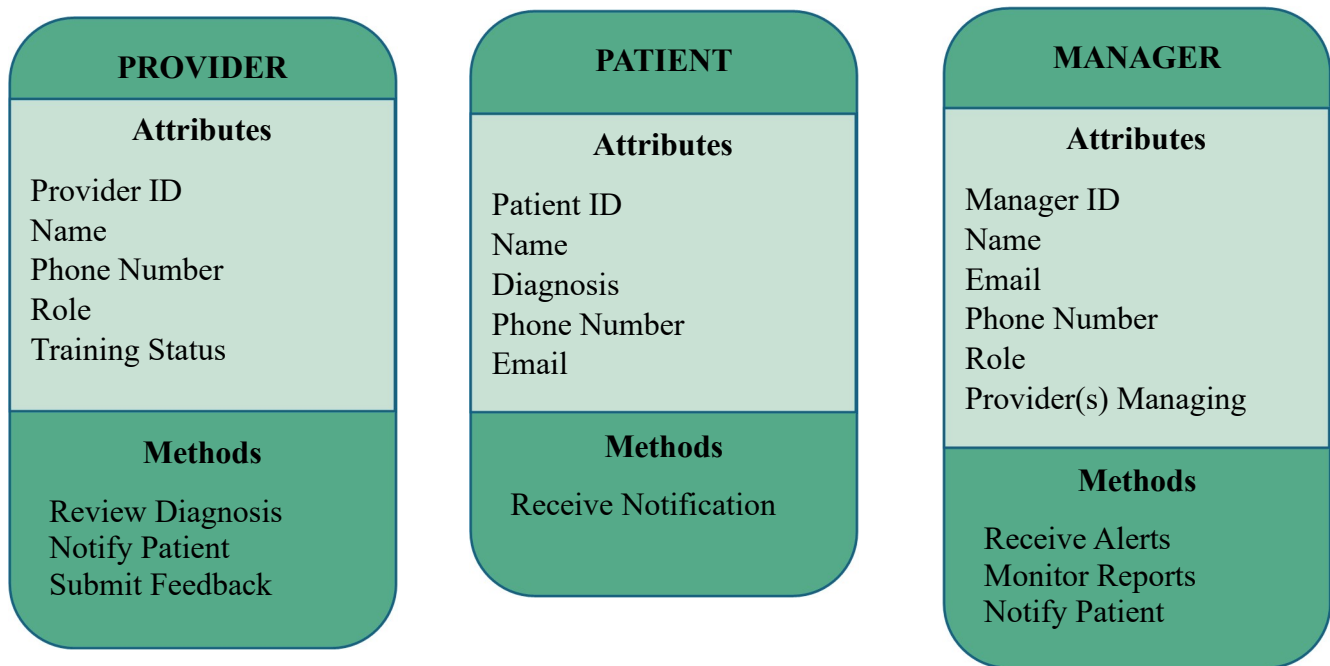 PROVIDER
Attributes
Provider ID
Name
Phone Number
Role
Training Status
Methods
Review Diagnosis
Notify Patient
Submit Feedback
PATIENT
Attributes
Patient ID
Name
Diagnosis
Phone Number
Email
Methods
Receive Notification
MANAGER
Attributes
Manager ID
Name
Email
Phone Number
Role
Provider(s) Managing
Methods
Receive Alerts
Monitor Reports
Notify Patient